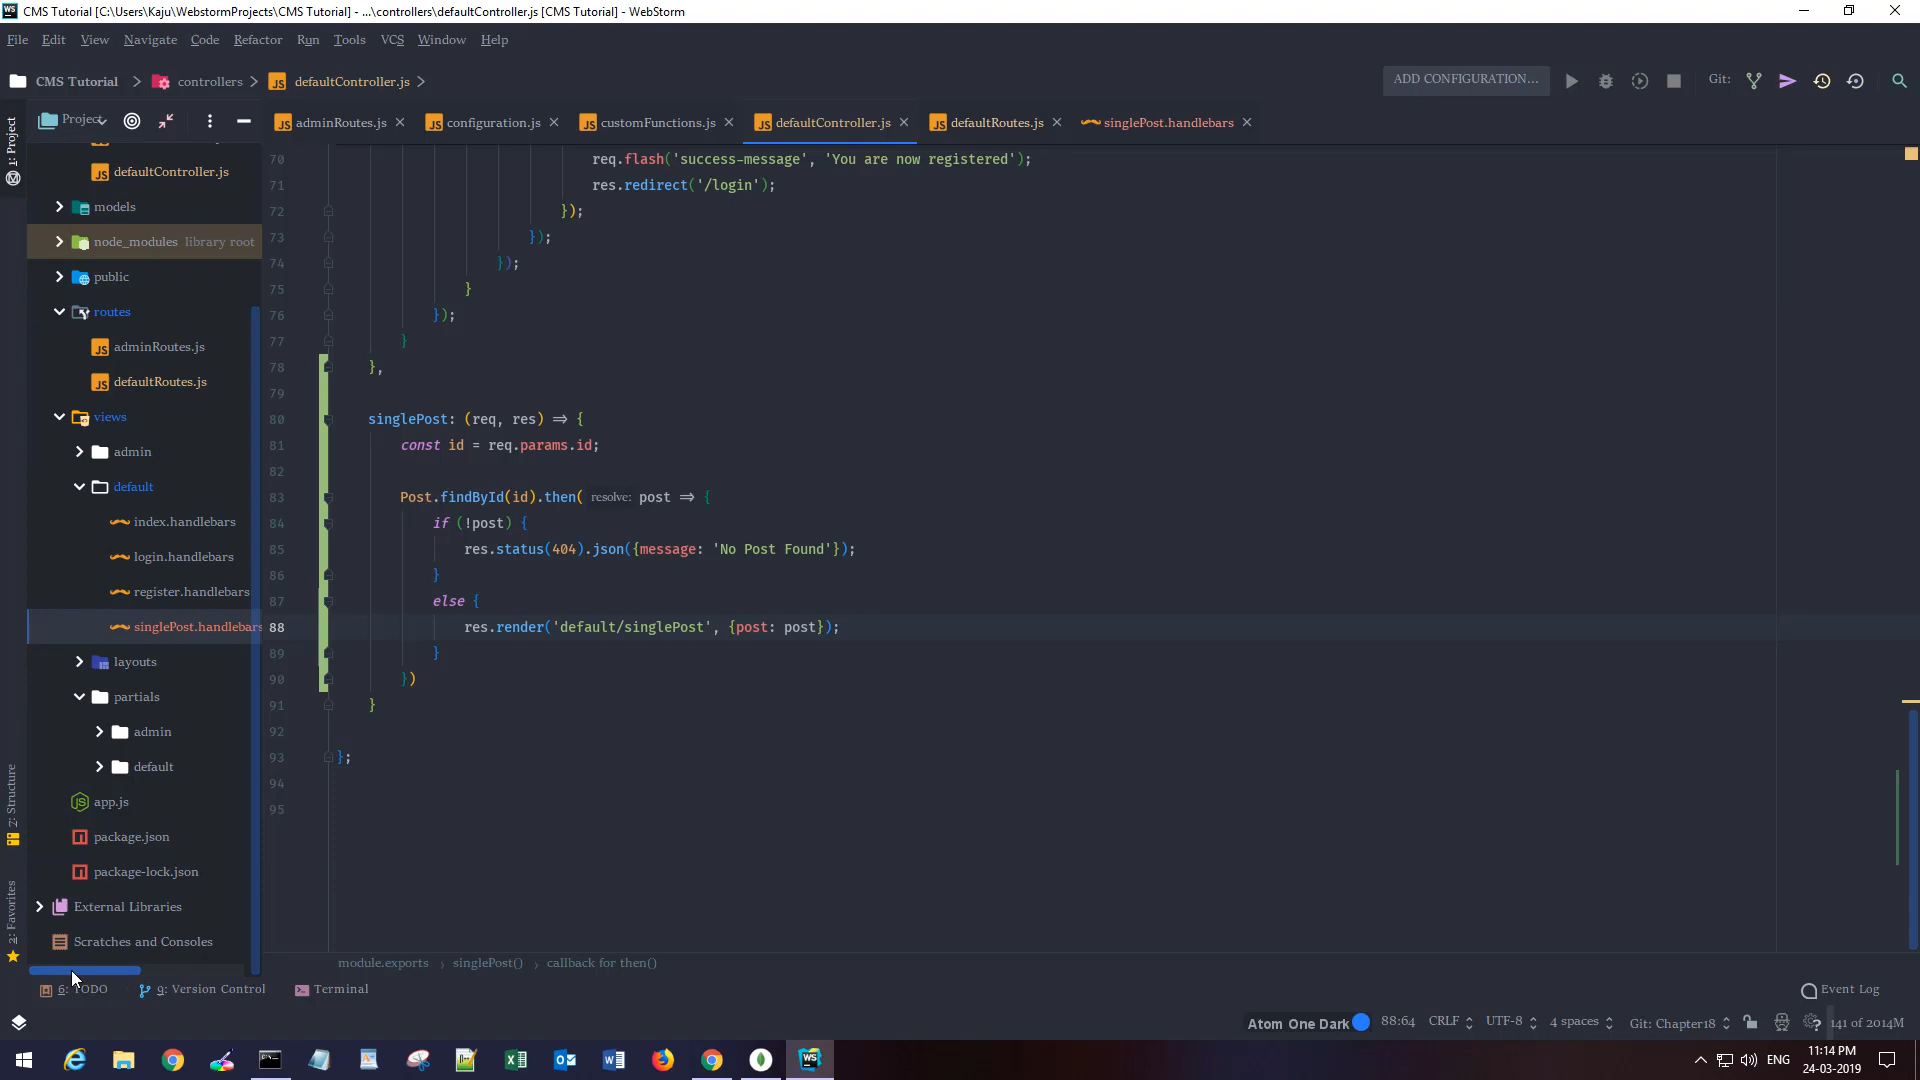 CMS Tutorial [C:\Users\Kaju\WebstormProjects\CMS Tutorial] - ...\controllers\defaultController.js [CMS Tutorial] - WebStorm
File Edit View Navigate Code Refactor Run Tools VCS Window Help
CMS Tutorial controllers defaultController.js ADD CONFIGURATION... Git:
1: Project
Project
adminRoutes.js configuration.js customFunctions.js defaultController.js defaultRoutes.js singlePost.handlebars
defaultController.js
models
node_modules library root
public
routes
adminRoutes.js
defaultRoutes.js
views
admin
default
index.handlebars
login.handlebars
register.handlebars
singlePost.handlebars
layouts
partials
admin
default
app.js
package.json
package-lock.json
External Libraries
Scratches and Consoles
70 req.flash('success-message', 'You are now registered');
71 res.redirect('/login');
72 });
73 });
74 });
75 }
76 });
77 }
78 },
79
80 singlePost: (req, res) => {
81 const id = req.params.id;
82
83 Post.findById(id).then( resolve: post => {
84 if (!post) {
85 res.status(404).json({message: 'No Post Found'});
86 }
87 else {
88 res.render('default/singlePost', {post: post});
89 }
90 })
91 }
92
93 };
94
95
7: Structure
2: Favorites
module.exports › singlePost() › callback for then()
6: TODO 9: Version Control Terminal Event Log
Atom One Dark 88:64 CRLF UTF-8 4 spaces Git: Chapter18 141 of 2014M
ENG 11:14 PM
24-03-2019